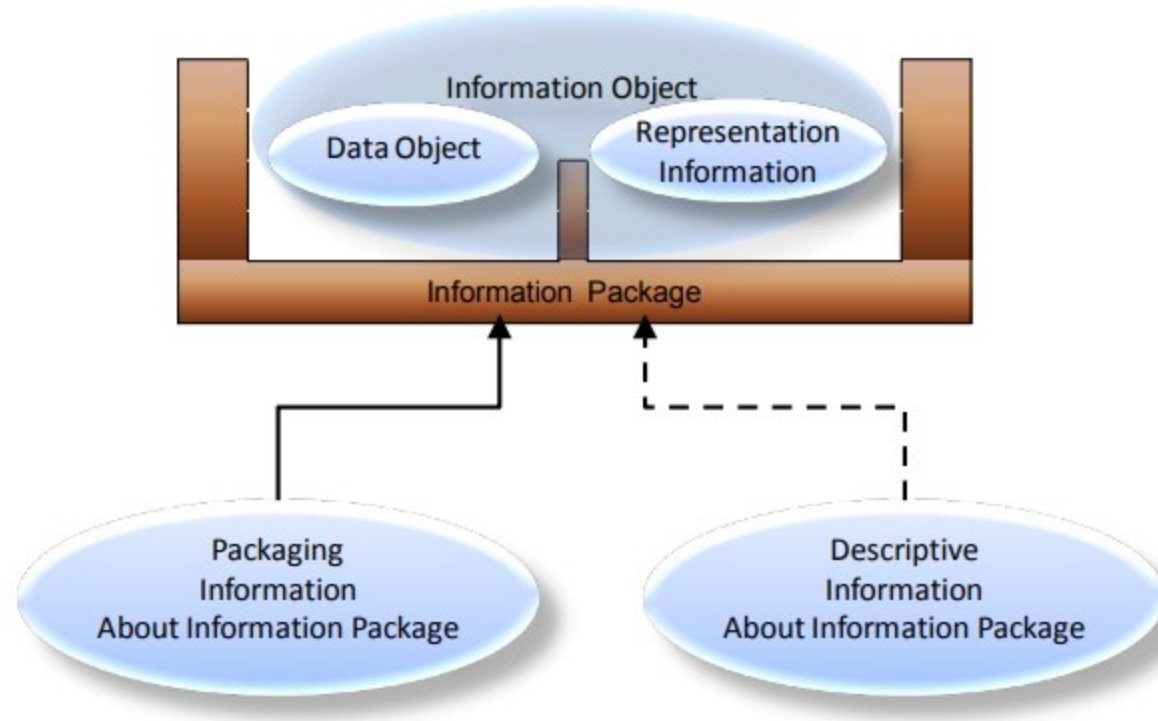 Information Object
Data Object
Representation
Information
Information Package
Packaging
Information
About Information Package
Descriptive
Information
About Information Package